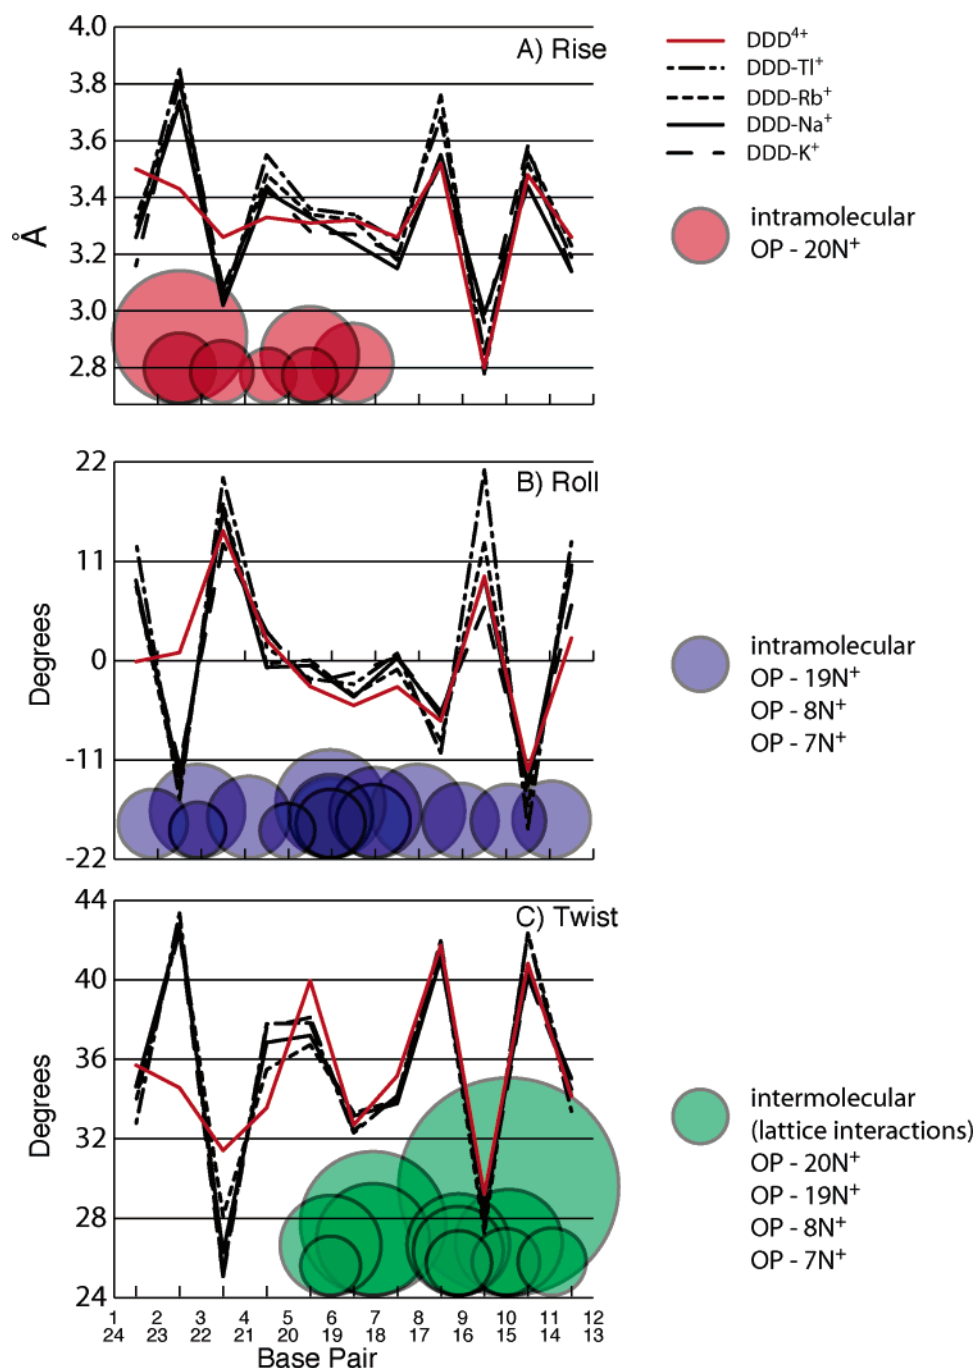 A) Rise
4.0
3.8
3.6
3.4
3.2
3.0
2.8
Å
DDD⁴⁺
DDD-Tl⁺
DDD-Rb⁺
DDD-Na⁺
DDD-K⁺
intramolecular
OP - 20N⁺
B) Roll
22
11
0
-11
-22
Degrees
intramolecular
OP - 19N⁺
OP - 8N⁺
OP - 7N⁺
C) Twist
44
40
36
32
28
24
Degrees
intermolecular
(lattice interactions)
OP - 20N⁺
OP - 19N⁺
OP - 8N⁺
OP - 7N⁺
1 2 3 4 5 6 7 8 9 10 11 12
24 23 22 21 20 19 18 17 16 15 14 13
Base Pair